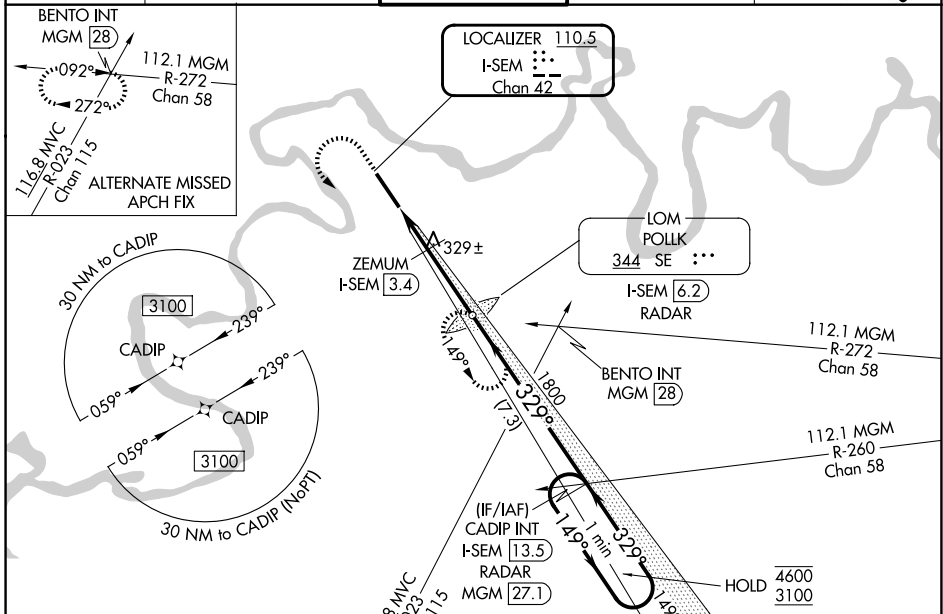 BENTO INT
MGM 28
092°
272°
112.1 MGM
R-272
Chan 58
116.8 MVC
R-023
Chan 115
ALTERNATE MISSED
APCH FIX
LOCALIZER 110.5
I-SEM
Chan 42
329 ±
ZEMUM
I-SEM 3.4
LOM
POLLK
344 SE
I-SEM 6.2
RADAR
30 NM to CADIP
3100
239°
CADIP
059°
239°
CADIP
059°
3100
30 NM to CADIP (NoPT)
149°
(7.3)
329°
1800
BENTO INT
MGM 28
112.1 MGM
R-272
Chan 58
112.1 MGM
R-260
Chan 58
(IF/IAF)
CADIP INT
I-SEM 13.5
RADAR
MGM 27.1
149°
1 min
329°
HOLD 4600
3100
8 MVC
023
115